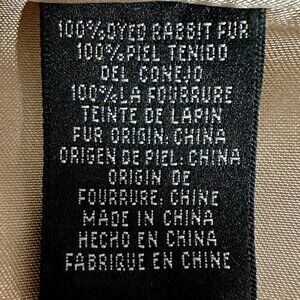 100% DYED RABBIT FUR
100% PIEL TENIDO
DEL CONEJO
100% LA FOURRURE
TEINTE DE LAPIN
FUR ORIGIN: CHINA
ORIGEN DE PIEL: CHINA
ORIGIN DE
FOURRURE: CHINE
MADE IN CHINA
HECHO EN CHINA
FABRIQUE EN CHINE